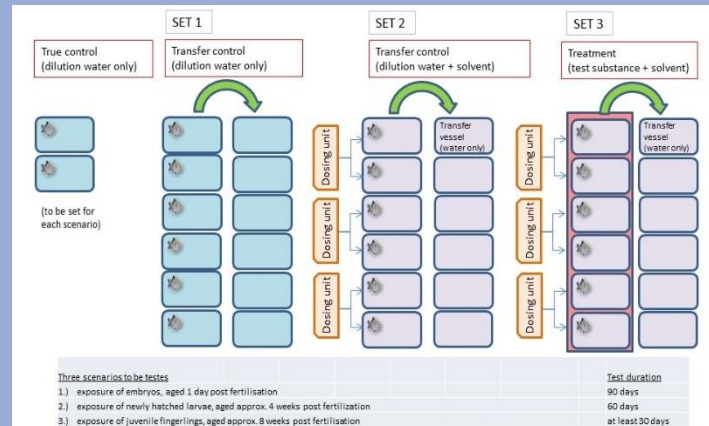 SET 1
SET 2
SET 3
True control
(dilution water only)
Transfer control
(dilution water only)
Transfer control
(dilution water + solvent)
Treatment
(test substance + solvent)
(to be set for
each scenario)
Dosing unit
Dosing unit
Dosing unit
Transfer
vessel
(water only)
Dosing unit
Dosing unit
Dosing unit
Transfer
vessel
(water only)
Three scenarios to be testes
Test duration
1.) exposure of embryos, aged 1 day post fertilisation
90 days
2.) exposure of newly hatched larvae, aged approx. 4 weeks post fertilization
60 days
3.) exposure of juvenile fingerlings, aged approx. 8 weeks post fertilisation
at least 30 days